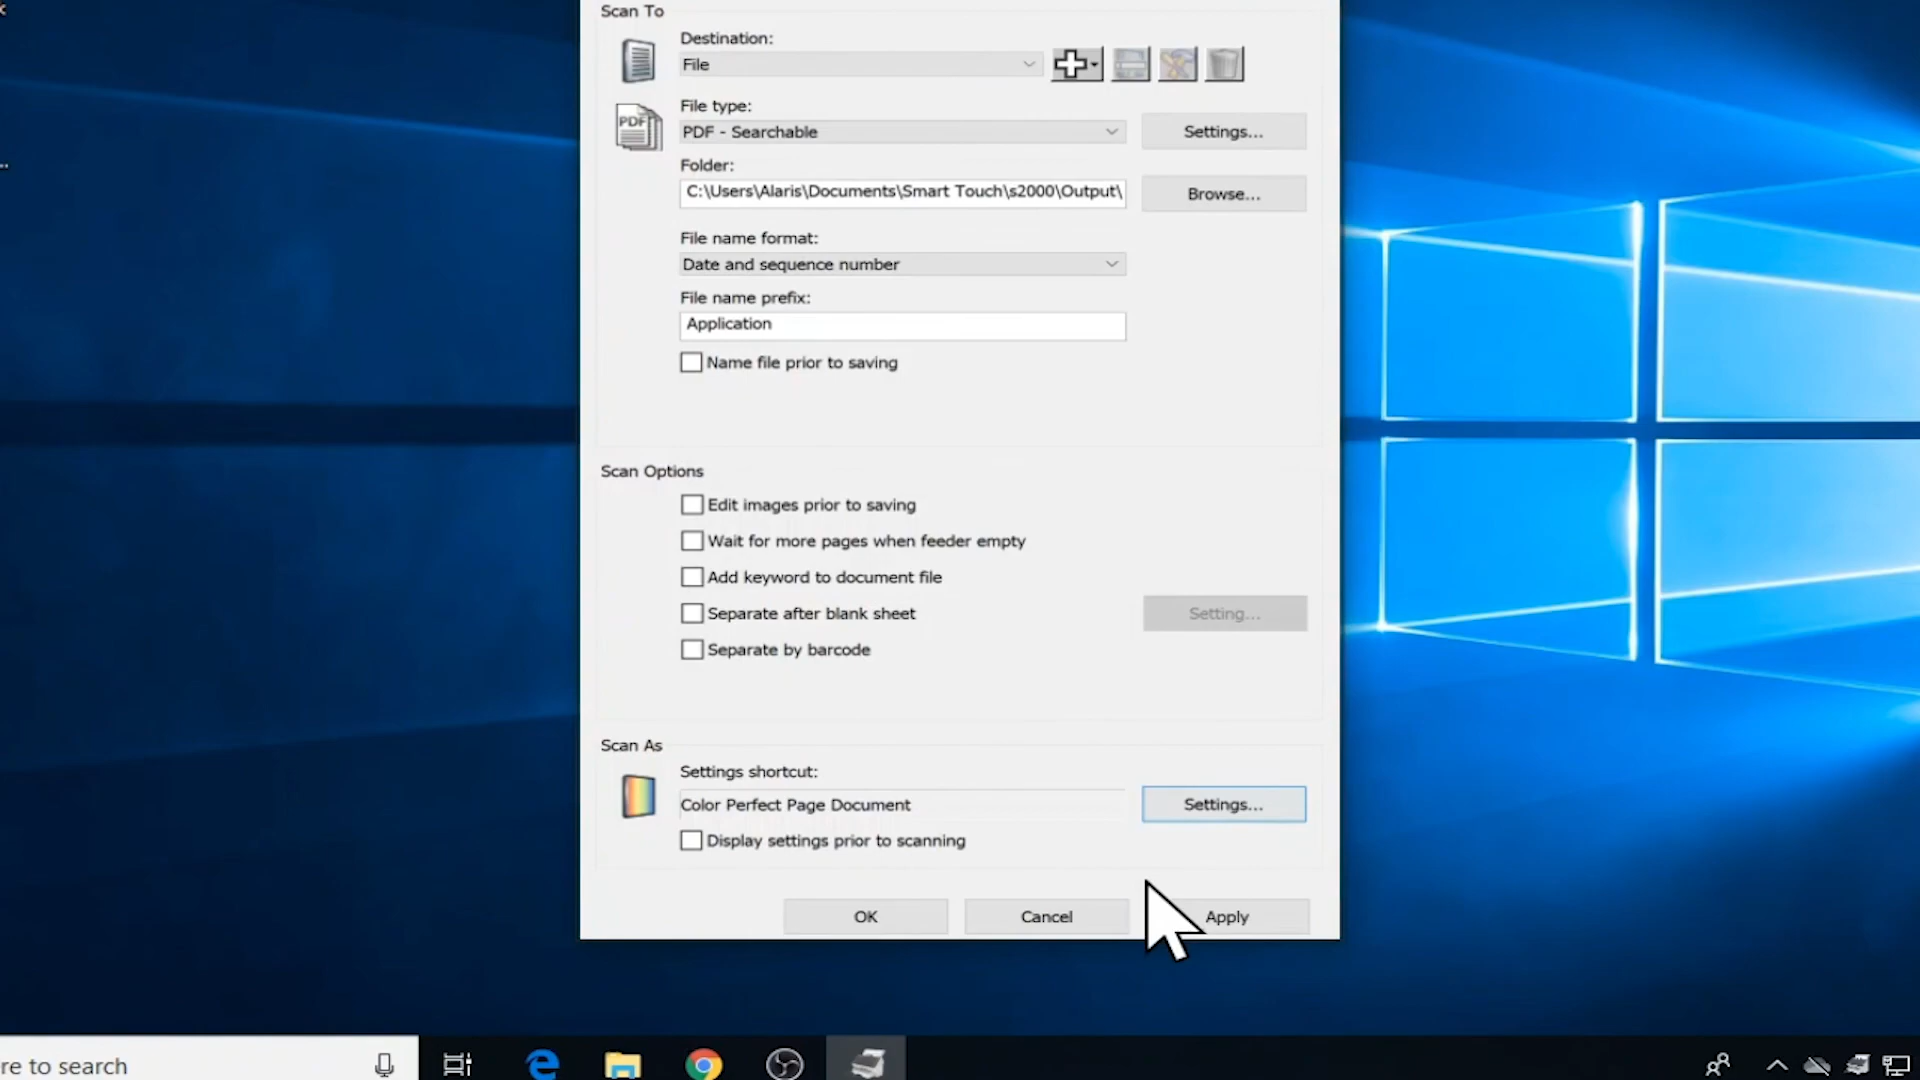 Scan To
Destination:
File
File type:
PDF
PDF - Searchable
Settings...
Folder:
C:\Users\Alaris\Documents\Smart Touch\s2000\Output\
Browse...
File name format:
Date and sequence number
File name prefix:
Application
Name file prior to saving
Scan Options
Edit images prior to saving
Wait for more pages when feeder empty
Add keyword to document file
Separate after blank sheet
Setting...
Separate by barcode
Scan As
Settings shortcut:
Color Perfect Page Document
Settings...
Display settings prior to scanning
OK
Cancel
Apply
re to search